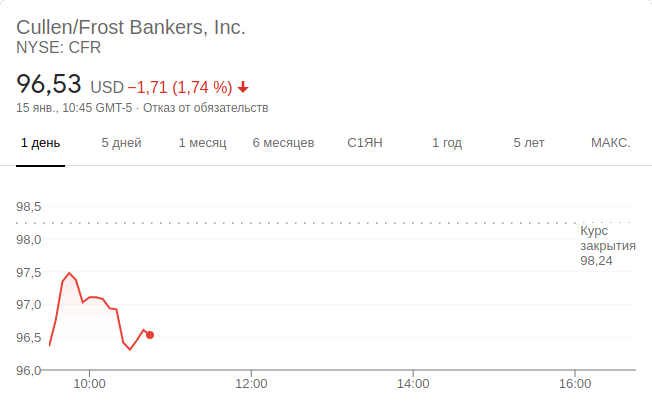 Cullen/Frost Bankers, Inc.
NYSE: CFR
96,53 USD −1,71 (1,74 %)
15 янв., 10:45 GMT-5 · Отказ от обязательств
1 день 5 дней 1 месяц 6 месяцев С1ЯН 1 год 5 лет МАКС.
98,5
Курс
закрытия
98,24
98,0
97,5
97,0
96,5
96,0
10:00 12:00 14:00 16:00